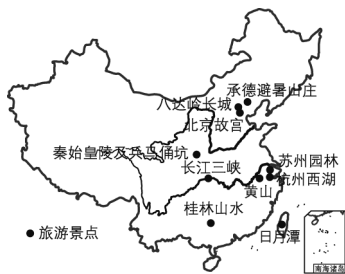 承德避暑山庄
八达岭长城
北京故宫
秦始皇陵及兵马俑坑
长江三峡
苏州园林
杭州西湖
黄山
桂林山水
日月潭
旅游景点
南海诸岛